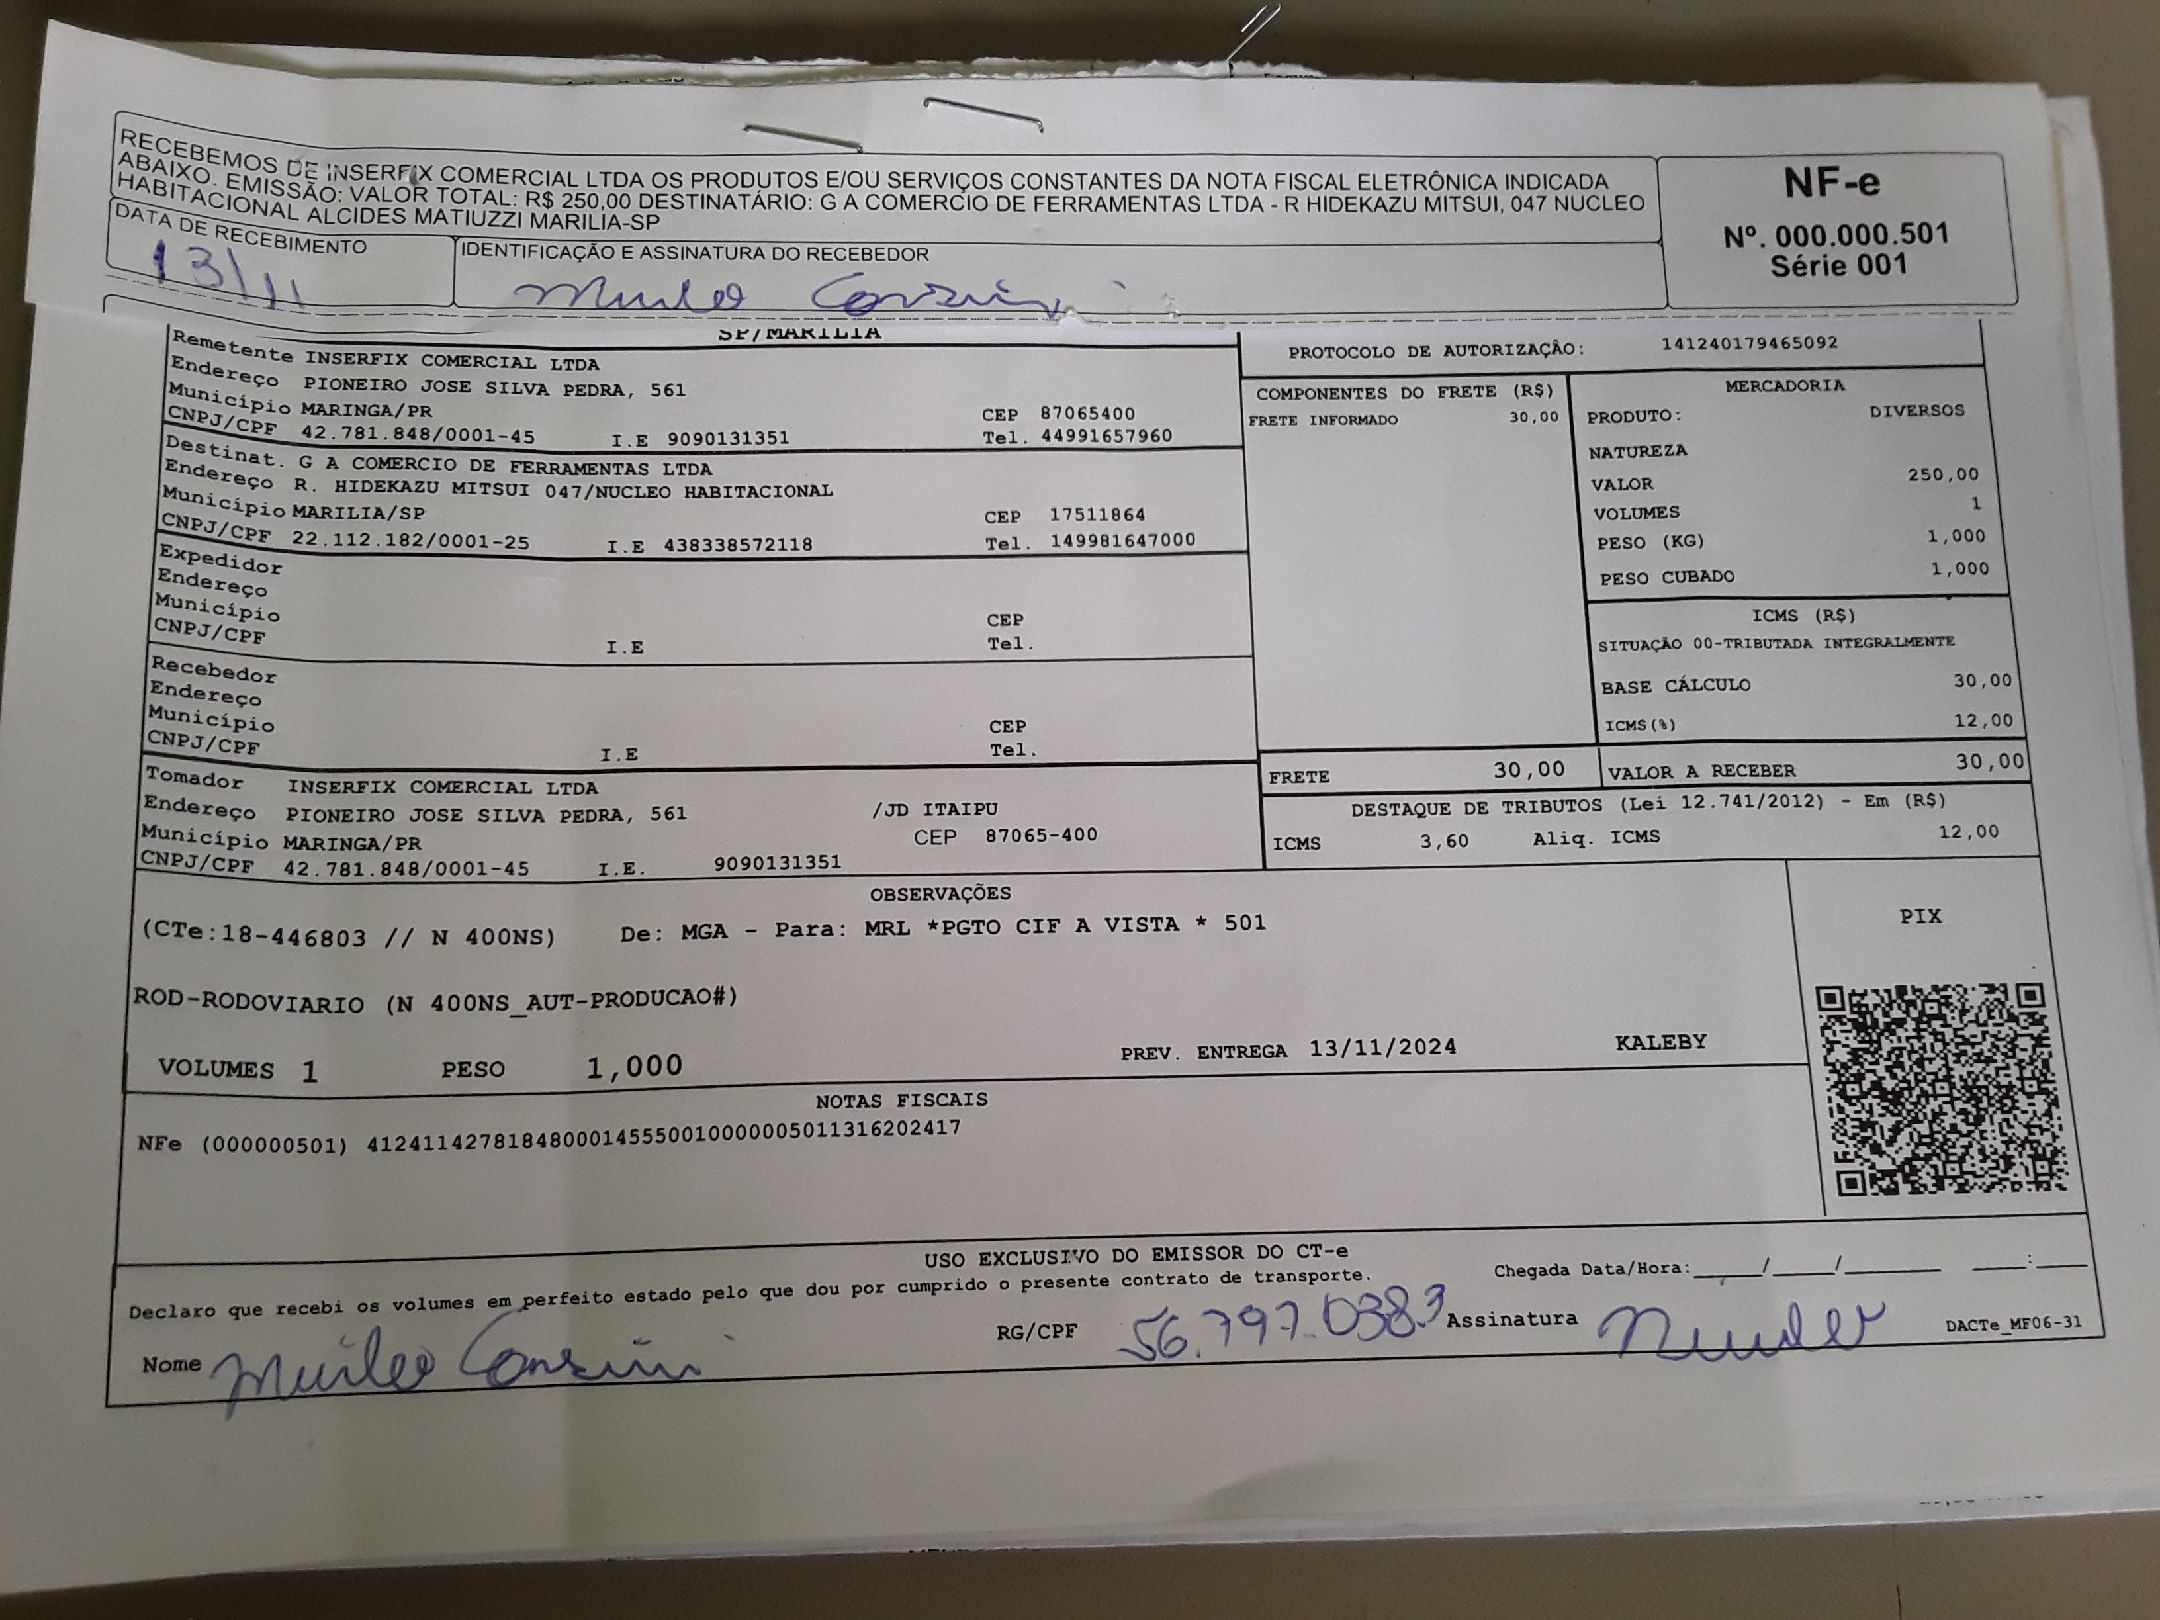 RECEBEMOS DE INSERFIX COMERCIAL LTDA OS PRODUTOS E/OU SERVIÇOS CONSTANTES DA NOTA FISCAL ELETRÔNICA INDICADA
ABAIXO. EMISSÃO: VALOR TOTAL: R$ 250,00 DESTINATÁRIO: G A COMERCIO DE FERRAMENTAS LTDA - R HIDEKAZU MITSUI, 047 NUCLEO
HABITACIONAL ALCIDES MATIUZZI MARILIA-SP
NF-e
Nº. 000.000.501
Série 001
DATA DE RECEBIMENTO
13/11
IDENTIFICAÇÃO E ASSINATURA DO RECEBEDOR
SP/MARILIA
Remetente INSERFIX COMERCIAL LTDA
Endereço PIONEIRO JOSE SILVA PEDRA, 561
Município MARINGA/PR CEP 87065400
CNPJ/CPF 42.781.848/0001-45 I.E 9090131351 Tel. 44991657960
Destinat. G A COMERCIO DE FERRAMENTAS LTDA
Endereço R. HIDEKAZU MITSUI 047/NUCLEO HABITACIONAL
Município MARILIA/SP CEP 17511864
CNPJ/CPF 22.112.182/0001-25 I.E 438338572118 Tel. 149981647000
Expedidor
Endereço
Município CEP
CNPJ/CPF I.E Tel.
Recebedor
Endereço
Município CEP
CNPJ/CPF I.E Tel.
Tomador INSERFIX COMERCIAL LTDA
Endereço PIONEIRO JOSE SILVA PEDRA, 561 /JD ITAIPU
Município MARINGA/PR CEP 87065-400
CNPJ/CPF 42.781.848/0001-45 I.E. 9090131351
PROTOCOLO DE AUTORIZAÇÃO: 141240179465092
COMPONENTES DO FRETE (R$)
FRETE INFORMADO 30,00
MERCADORIA
PRODUTO: DIVERSOS
NATUREZA
VALOR 250,00
VOLUMES 1
PESO (KG) 1,000
PESO CUBADO 1,000
ICMS (R$)
SITUAÇÃO 00-TRIBUTADA INTEGRALMENTE
BASE CÁLCULO 30,00
ICMS(%) 12,00
FRETE 30,00 VALOR A RECEBER 30,00
DESTAQUE DE TRIBUTOS (Lei 12.741/2012) - Em (R$)
ICMS 3,60 Aliq. ICMS 12,00
OBSERVAÇÕES
(CTe:18-446803 // N 400NS) De: MGA - Para: MRL *PGTO CIF A VISTA * 501
PIX
ROD-RODOVIARIO (N 400NS_AUT-PRODUCAO#)
VOLUMES 1 PESO 1,000 PREV. ENTREGA 13/11/2024 KALEBY
NOTAS FISCAIS
NFe (000000501) 41241142781848000145550010000005011316202417
USO EXCLUSIVO DO EMISSOR DO CT-e
Declaro que recebi os volumes em perfeito estado pelo que dou por cumprido o presente contrato de transporte.
Chegada Data/Hora:_____/_____/_______ ____:____
Nome RG/CPF 56.797.0383 Assinatura
DACTe_MF06-31